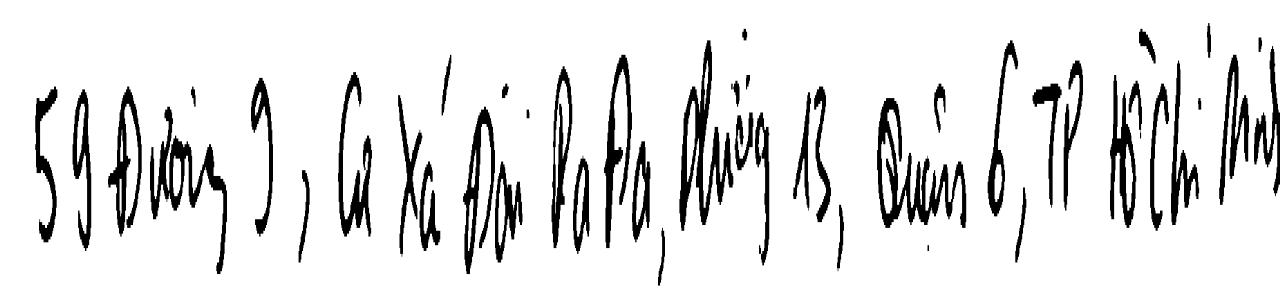 59 Đường 9, Cư Xá Đài Ra Đa, Phường 13, Quận 6, TP Hồ Chí Minh